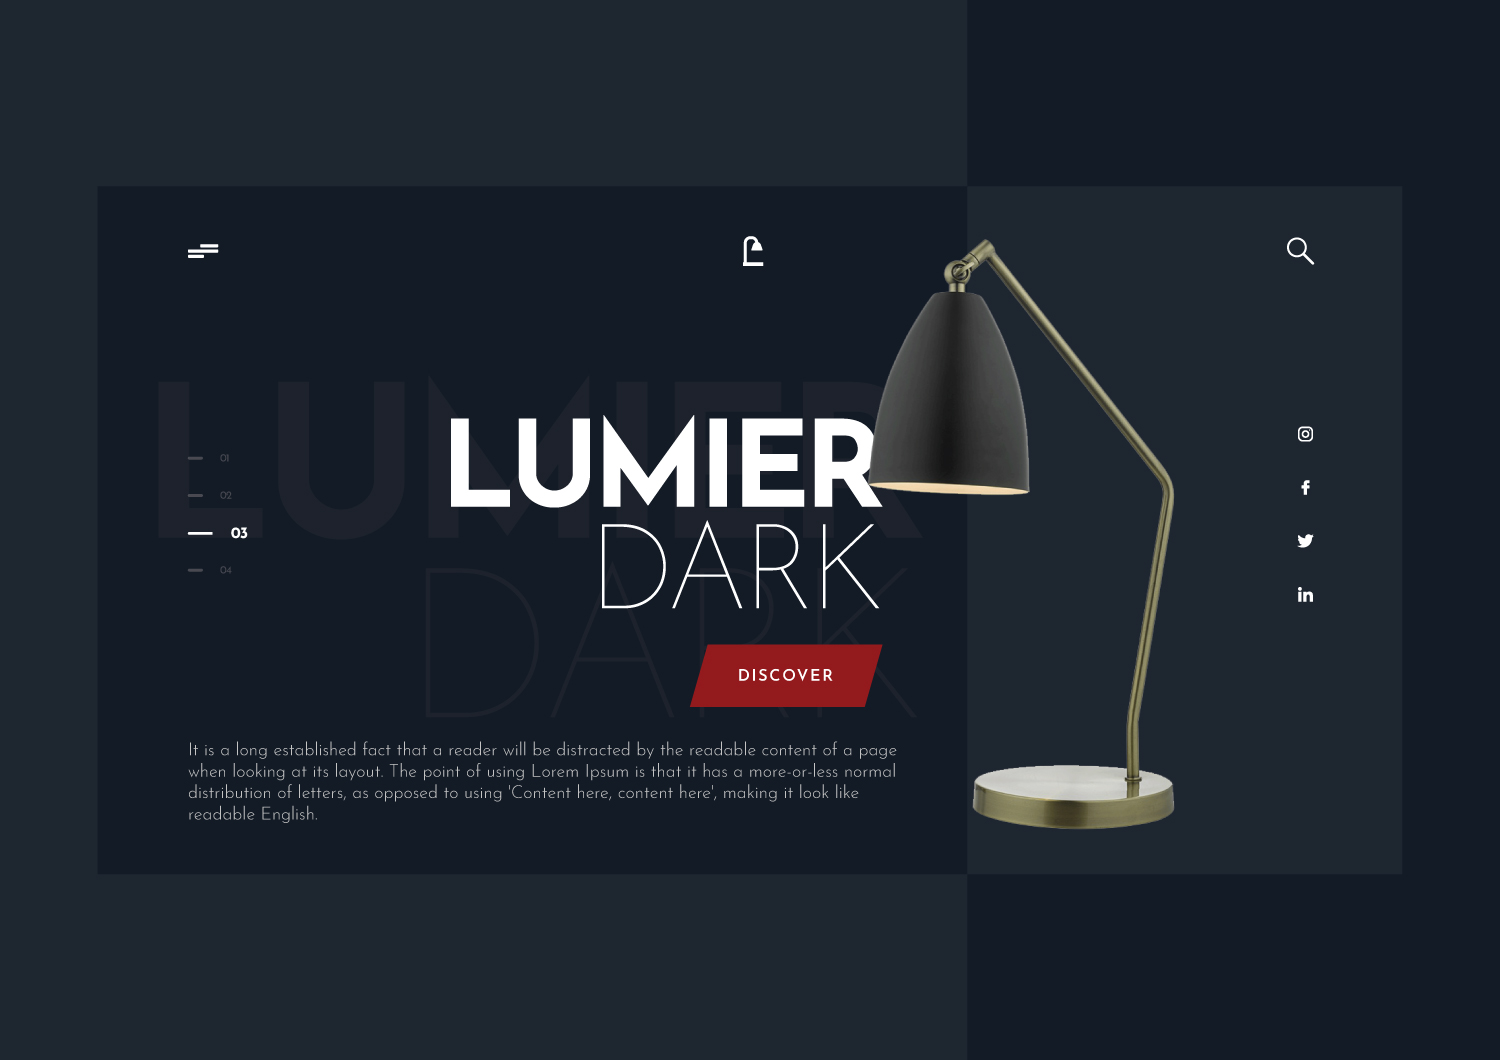 LUMIER
DARK
LUMIER
DARK
01
02
03
04
DISCOVER
It is a long established fact that a reader will be distracted by the readable content of a page
when looking at its layout. The point of using Lorem Ipsum is that it has a more-or-less normal
distribution of letters, as opposed to using 'Content here, content here', making it look like
readable English.